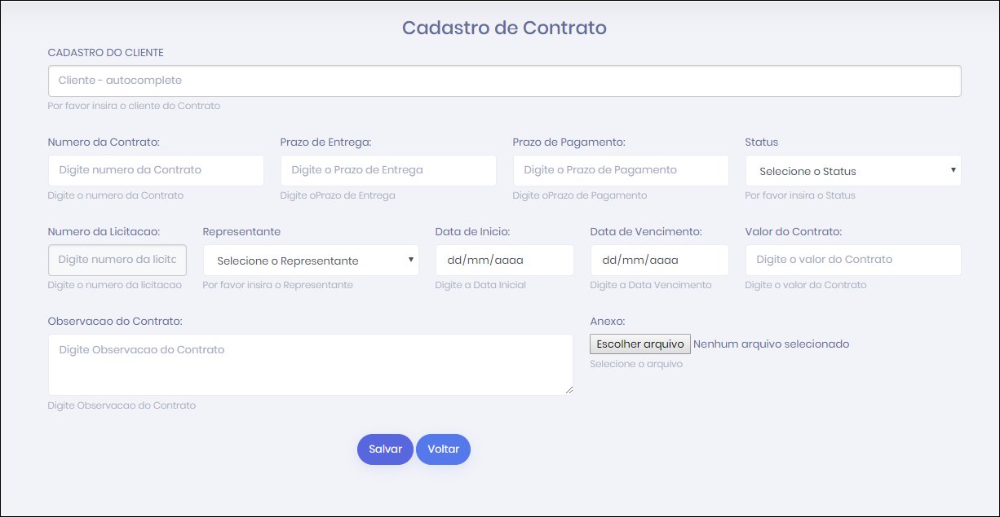 Cadastro de Contrato
CADASTRO DO CLIENTE
Cliente - autocomplete
Por favor insira o cliente do Contrato
Numero da Contrato: Prazo de Entrega: Prazo de Pagamento: Status
Digite numero da Contrato Digite o Prazo de Entrega Digite o Prazo de Pagamento Selecione o Status
Digite o numero da Contrato Digite oPrazo de Entrega Digite oPrazo de Pagamento Por favor insira o Status
Numero da Licitacao: Representante Data de Inicio: Data de Vencimento: Valor do Contrato:
Digite numero da licitc Selecione o Representante dd/mm/aaaa dd/mm/aaaa Digite o valor do Contrato
Digite o numero da licitacao Por favor insira o Representante Digite a Data Inicial Digite a Data Vencimento Digite o valor do Contrato
Observacao do Contrato: Anexo:
Digite Observacao do Contrato Escolher arquivo Nenhum arquivo selecionado
Selecione o arquivo
Digite Observacao do Contrato
Salvar Voltar